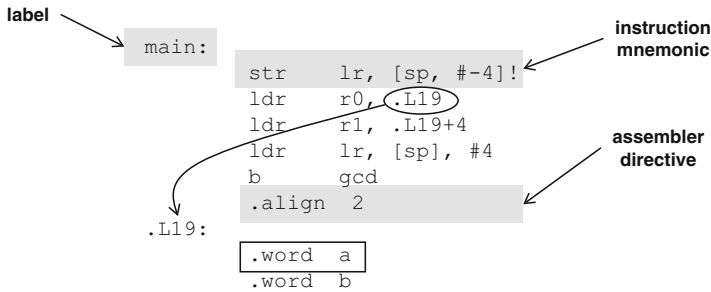 label
instruction
mnemonic
main:
str lr, [sp, #-4]!
ldr r0, .L19
ldr r1, .L19+4
ldr lr, [sp], #4
b gcd
assembler
directive
.align 2
.L19:
.word a
.word b